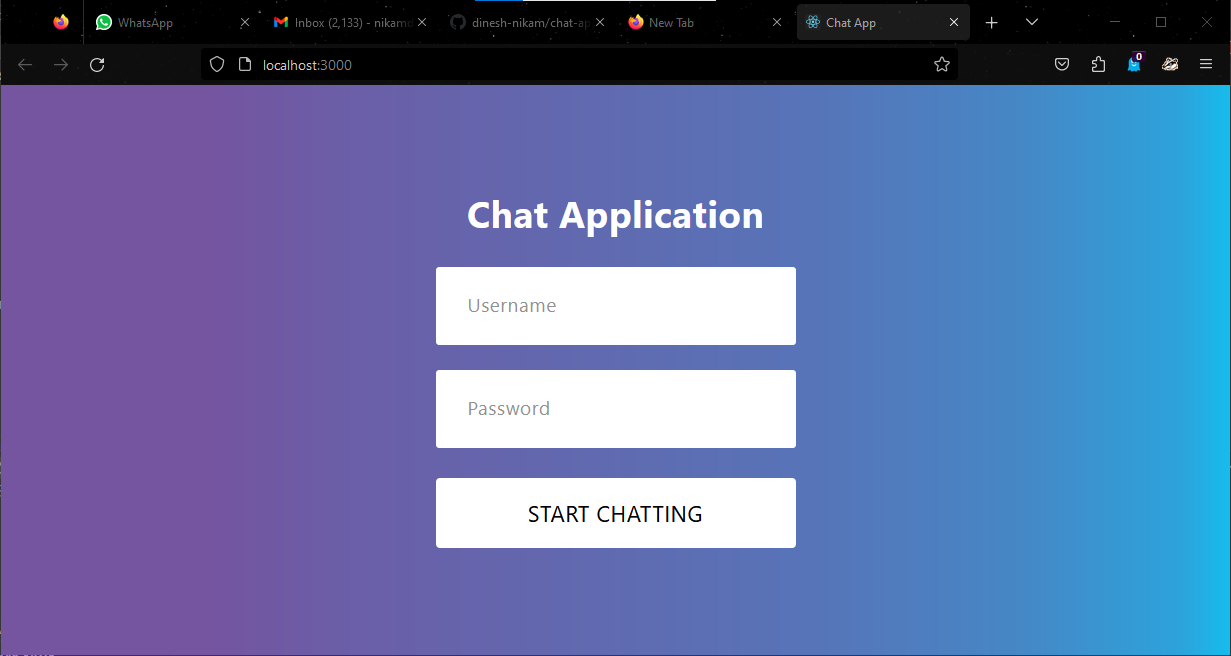 WhatsApp
Inbox (2,133) - nikamd
dinesh-nikam/chat-ap
New Tab
Chat App
localhost:3000
0
Chat Application
Username
Password
START CHATTING